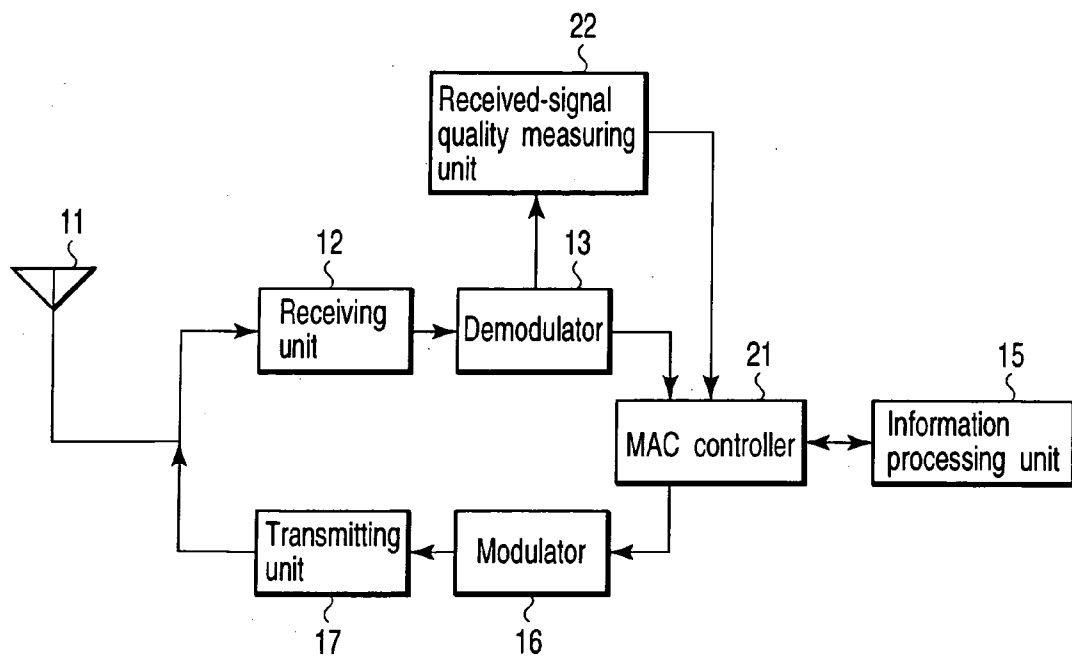 22
Received-signal
quality measuring
unit
11
12
13
Receiving
unit
Demodulator
21
15
MAC controller
Information
processing unit
Transmitting
unit
Modulator
17
16